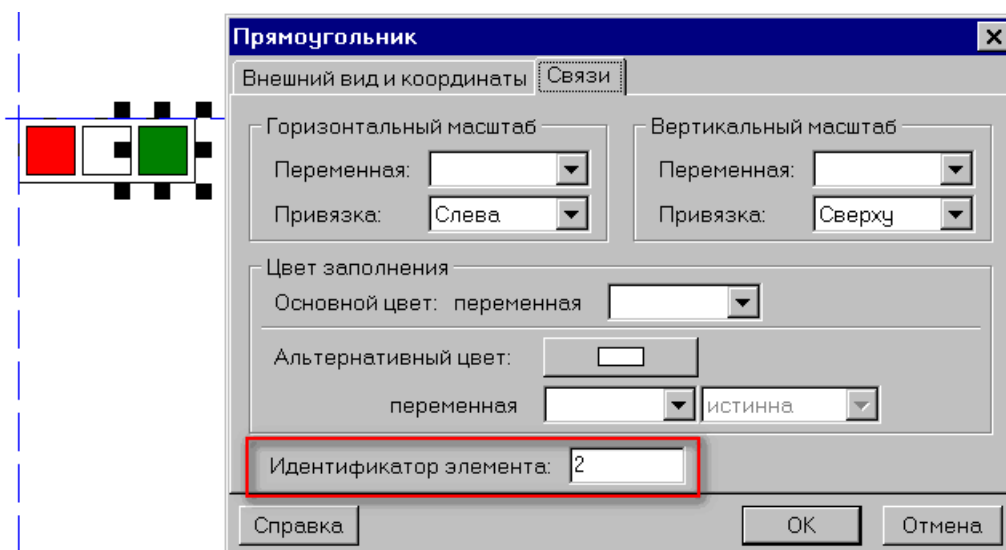 Прямоугольник
Внешний вид и координаты Связи
Горизонтальный масштаб Вертикальный масштаб
Переменная: Переменная:
Привязка: Слева Привязка: Сверху
Цвет заполнения
Основной цвет: переменная
Альтернативный цвет:
переменная истинна
Идентификатор элемента: 2
Справка ОК Отмена